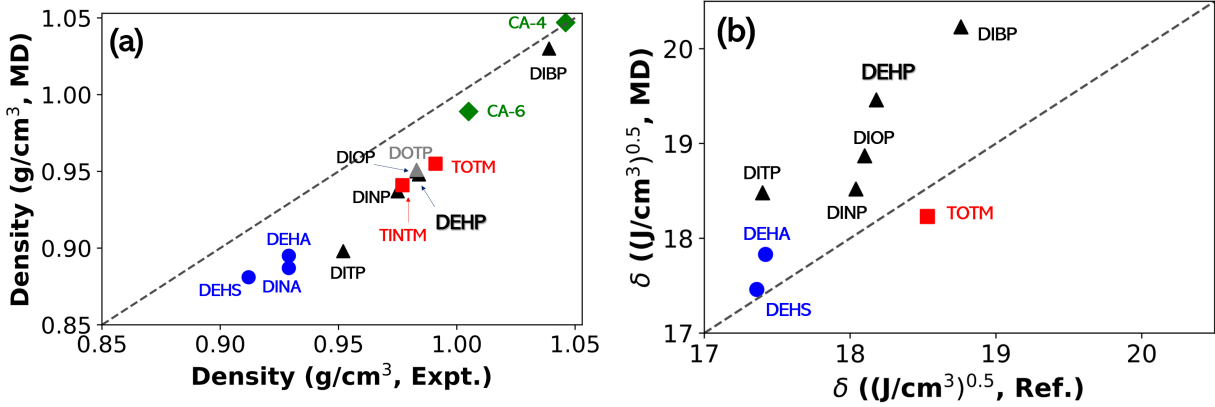 (a)
1.05
1.00
0.95
0.90
0.85
Density (g/cm³, MD)
CA-4
DIBP
CA-6
DIOP
DOTP
TOTM
DINP
DEHP
TINTM
DEHA
DITP
DEHS
DINA
0.85 0.90 0.95 1.00 1.05
Density (g/cm³, Expt.)
(b)
20
19
18
17
δ ((J/cm³)⁰·⁵, MD)
DIBP
DEHP
DIOP
DITP
DINP
TOTM
DEHA
DEHS
17 18 19 20
δ ((J/cm³)⁰·⁵, Ref.)